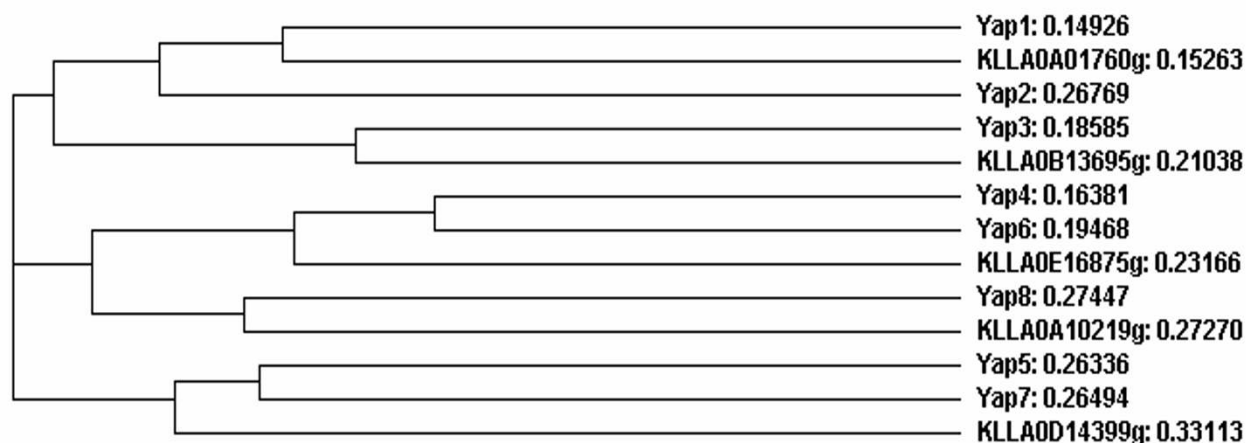 Yap1: 0.14926
KLLA0A01760g: 0.15263
Yap2: 0.26769
Yap3: 0.18585
KLLA0B13695g: 0.21038
Yap4: 0.16381
Yap6: 0.19468
KLLA0E16875g: 0.23166
Yap8: 0.27447
KLLA0A10219g: 0.27270
Yap5: 0.26336
Yap7: 0.26494
KLLA0D14399g: 0.33113